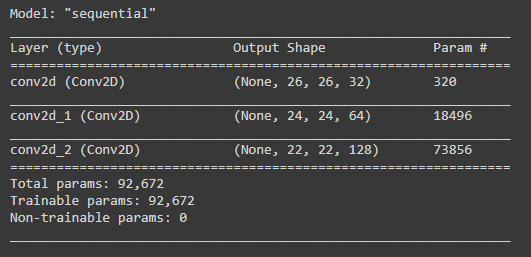 Model: "sequential"
_________________________________________________________________
Layer (type)                 Output Shape              Param #
=================================================================
conv2d (Conv2D)              (None, 26, 26, 32)        320
_________________________________________________________________
conv2d_1 (Conv2D)            (None, 24, 24, 64)        18496
_________________________________________________________________
conv2d_2 (Conv2D)            (None, 22, 22, 128)       73856
=================================================================
Total params: 92,672
Trainable params: 92,672
Non-trainable params: 0
_________________________________________________________________